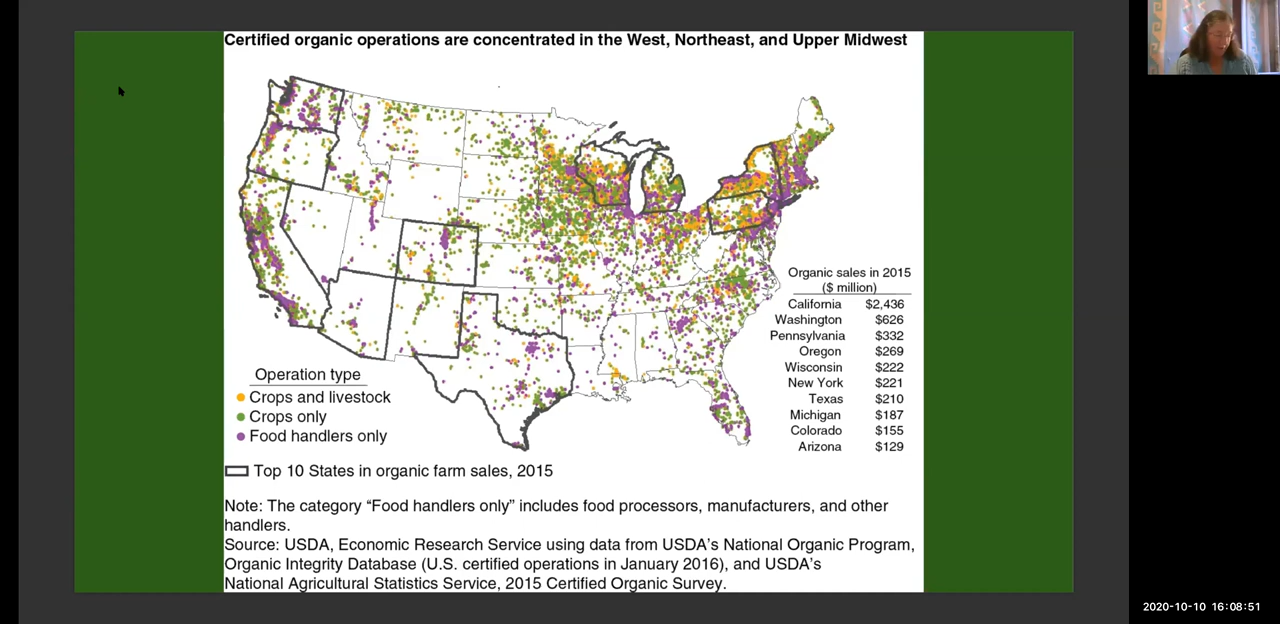 Certified organic operations are concentrated in the West, Northeast, and Upper Midwest
Organic sales in 2015
($ million)
California $2,436
Washington $626
Pennsylvania $332
Oregon $269
Wisconsin $222
New York $221
Texas $210
Michigan $187
Colorado $155
Arizona $129
Operation type
Crops and livestock
Crops only
Food handlers only
Top 10 States in organic farm sales, 2015
Note: The category “Food handlers only” includes food processors, manufacturers, and other
handlers.
Source: USDA, Economic Research Service using data from USDA’s National Organic Program,
Organic Integrity Database (U.S. certified operations in January 2016), and USDA’s
National Agricultural Statistics Service, 2015 Certified Organic Survey.
2020-10-10 16:08:51